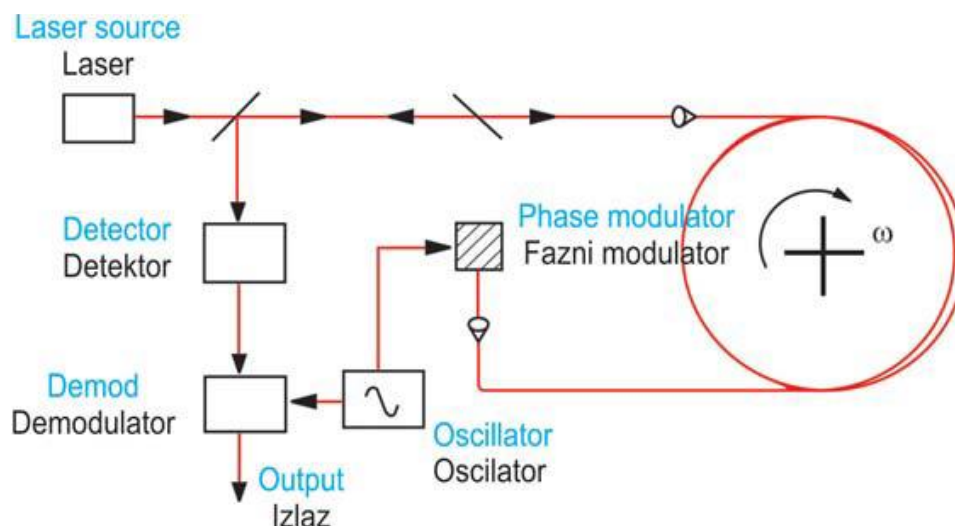 Laser source
Laser
Detector
Detektor
Phase modulator
Fazni modulator
ω
Demod
Demodulator
Oscillator
Oscilator
Output
Izlaz